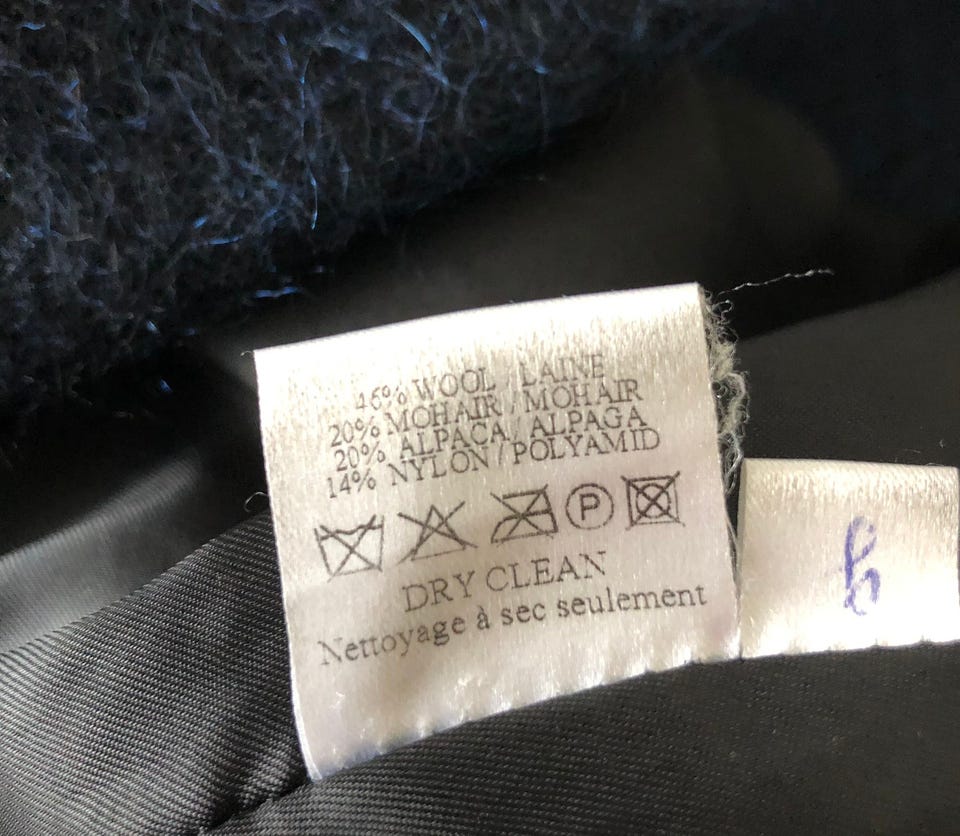 46% WOOL / LAINE
20% MOHAIR / MOHAIR
20% ALPACA / ALPAGA
14% NYLON / POLYAMID
P
DRY CLEAN
Nettoyage à sec seulement